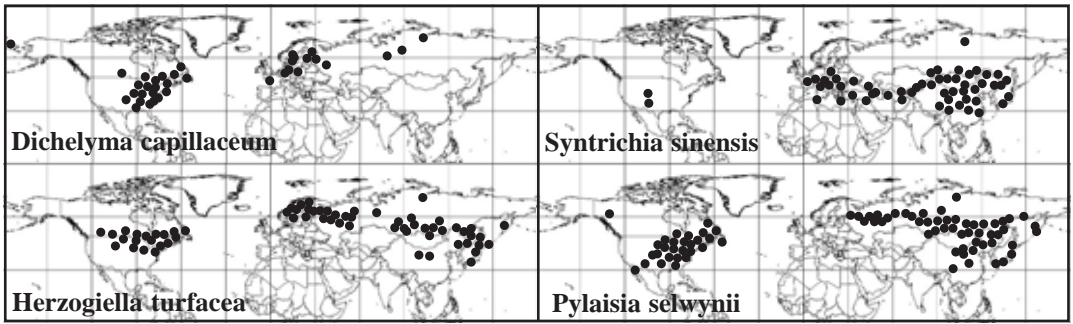 Dichelyma capillaceum
Syntrichia sinensis
Herzogiella turfacea
Pylaisia selwynii